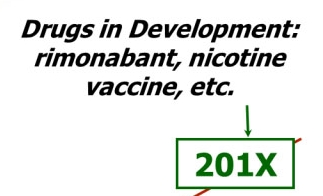 Drugs in Development:
rimonabant, nicotine
vaccine, etc.
201X